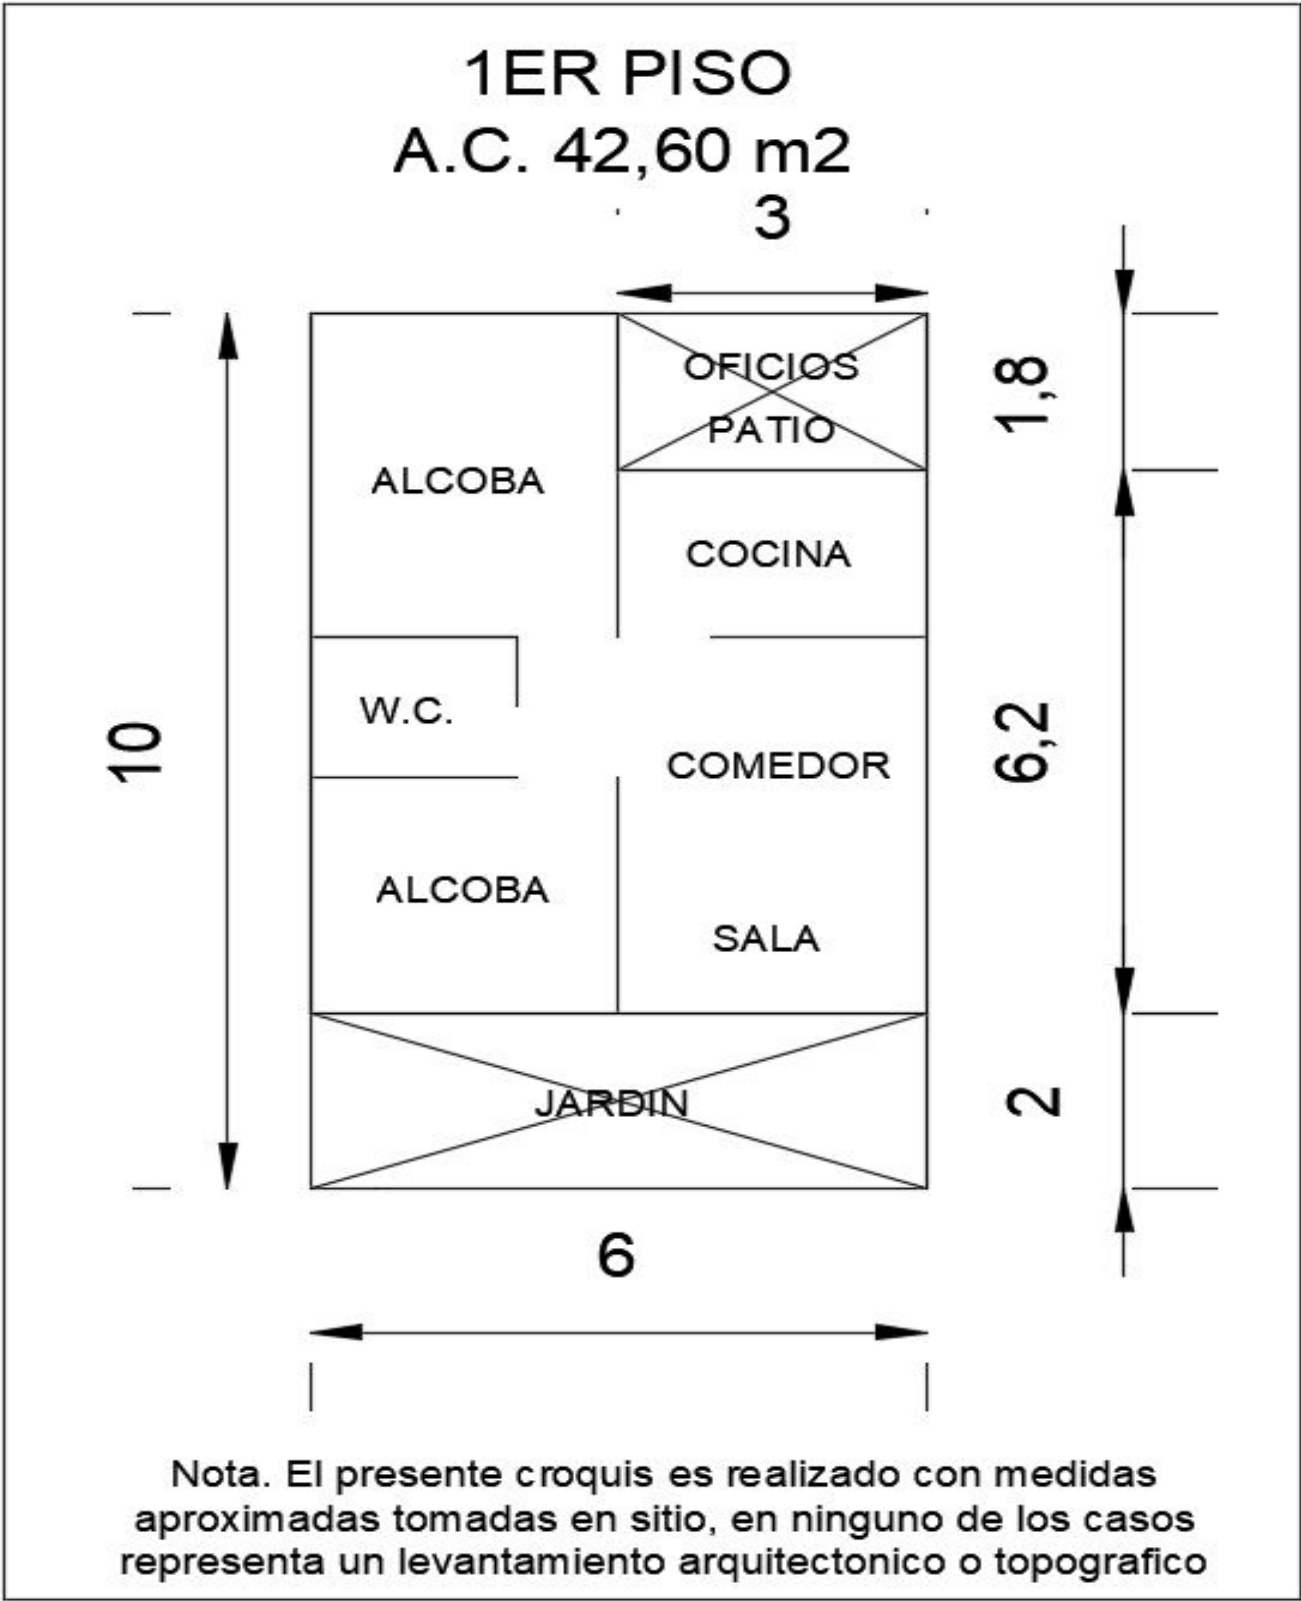 1ER PISO
A.C. 42,60 m2
3
OFICIOS
PATIO
1,8
ALCOBA
COCINA
W.C.
10
COMEDOR
6,2
ALCOBA
SALA
JARDIN
2
6
Nota. El presente croquis es realizado con medidas
aproximadas tomadas en sitio, en ninguno de los casos
representa un levantamiento arquitectonico o topografico